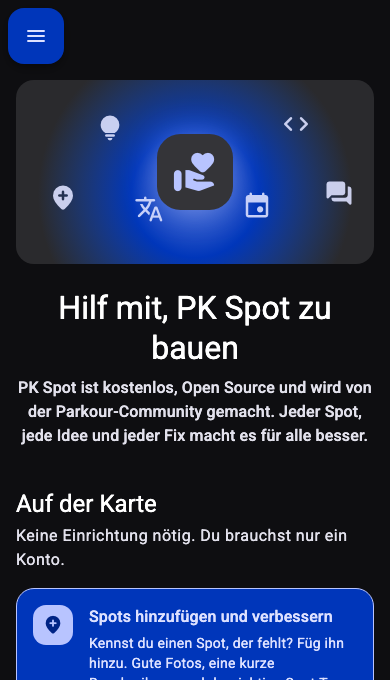 Hilf mit, PK Spot zu
bauen
PK Spot ist kostenlos, Open Source und wird von
der Parkour-Community gemacht. Jeder Spot,
jede Idee und jeder Fix macht es für alle besser.
Auf der Karte
Keine Einrichtung nötig. Du brauchst nur ein
Konto.
Spots hinzufügen und verbessern
Kennst du einen Spot, der fehlt? Füg ihn
hinzu. Gute Fotos, eine kurze